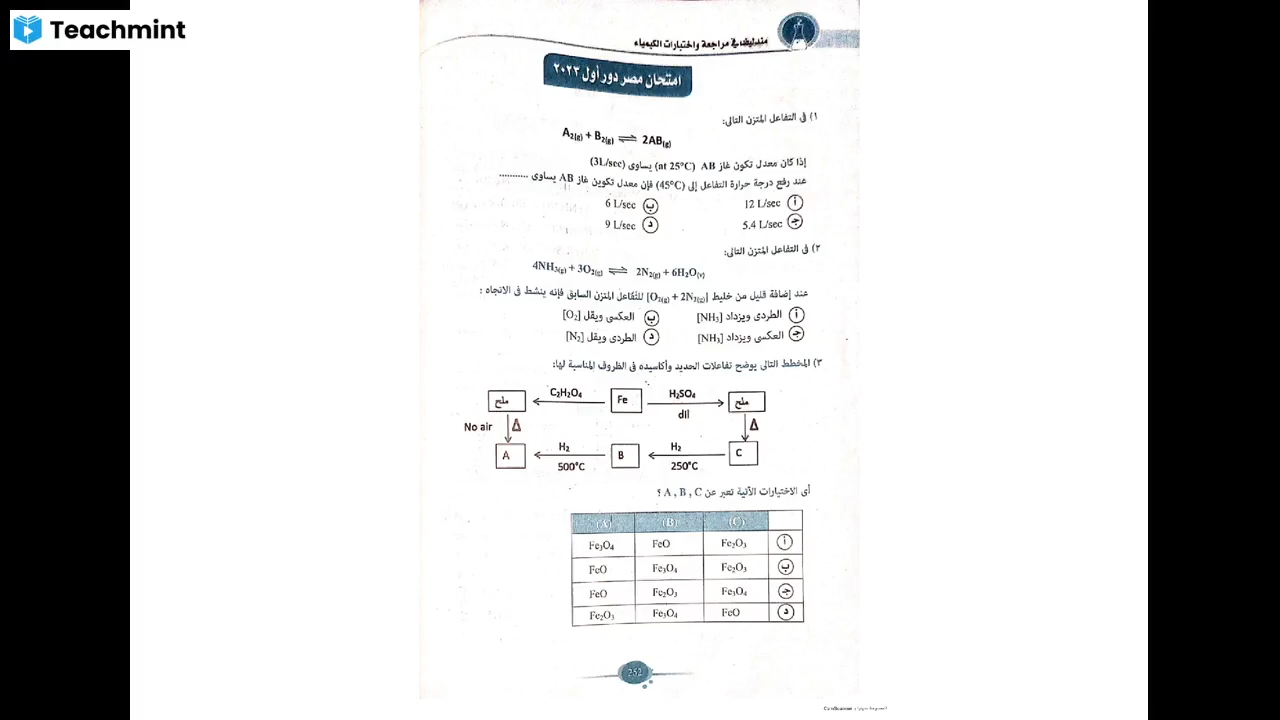 Teachmint
مندليف في مراجعة واختبارات الكيمياء
امتحان مصر دور أول ٢٠٢٣
١) في التفاعل المتزن التالي:
A2(g) + B2(g) ⇌ 2AB(g)
إذا كان معدل تكون غاز AB (at 25°C) يساوي (3L/sec)
عند رفع درجة حرارة التفاعل إلى (45°C) فإن معدل تكوين غاز AB يساوي ...........
أ 12 L/sec ب 6 L/sec
ج 5.4 L/sec د 9 L/sec
٢) في التفاعل المتزن التالي:
4NH3(g) + 3O2(g) ⇌ 2N2(g) + 6H2O(v)
عند إضافة قليل من خليط [O2(g) + 2N2(g)] للتفاعل المتزن السابق فإنه ينشط في الاتجاه :
أ الطردي ويزداد [NH3] ب العكسي ويقل [O2]
ج العكسي ويزداد [NH3] د الطردي ويقل [N2]
٣) المخطط التالي يوضح تفاعلات الحديد وأكاسيده في الظروف المناسبة لها:
ملح C2H2O4 Fe H2SO4 dil ملح
No air Δ Δ
A H2 500°C B H2 250°C C
أي الاختيارات الآتية تعبر عن A , B , C ؟
(A) (B) (C)
Fe3O4 FeO Fe2O3 أ
FeO Fe3O4 Fe2O3 ب
FeO Fe2O3 Fe3O4 ج
Fe2O3 Fe3O4 FeO د
252
CamScanner